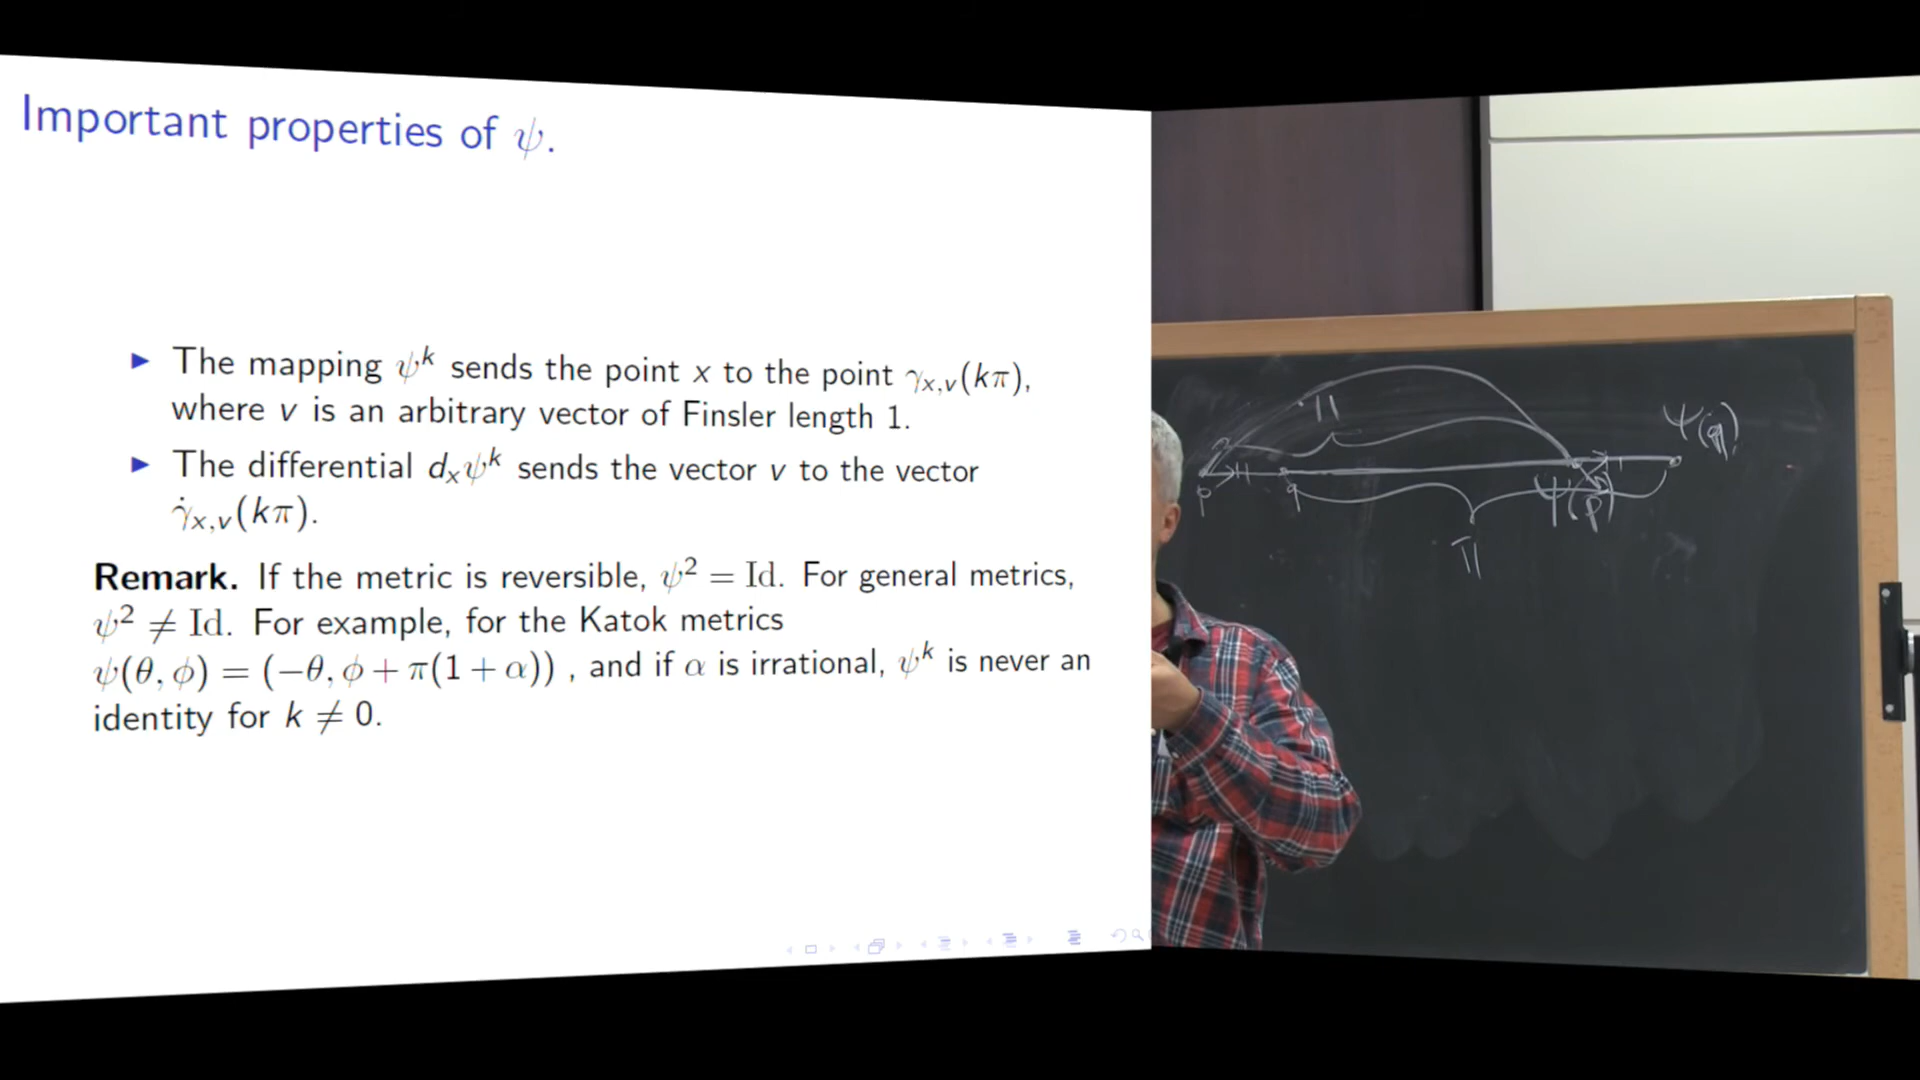 Important properties of ψ.
▶ The mapping ψ^k sends the point x to the point γ_{x,v}(kπ),
where v is an arbitrary vector of Finsler length 1.
▶ The differential d_xψ^k sends the vector v to the vector
γ̇_{x,v}(kπ).
Remark. If the metric is reversible, ψ² = Id. For general metrics,
ψ² ≠ Id. For example, for the Katok metrics
ψ(θ, ϕ) = (−θ, ϕ + π(1 + α)) , and if α is irrational, ψ^k is never an
identity for k ≠ 0.
π
ψ(q)
p
q
ψ(p)
π